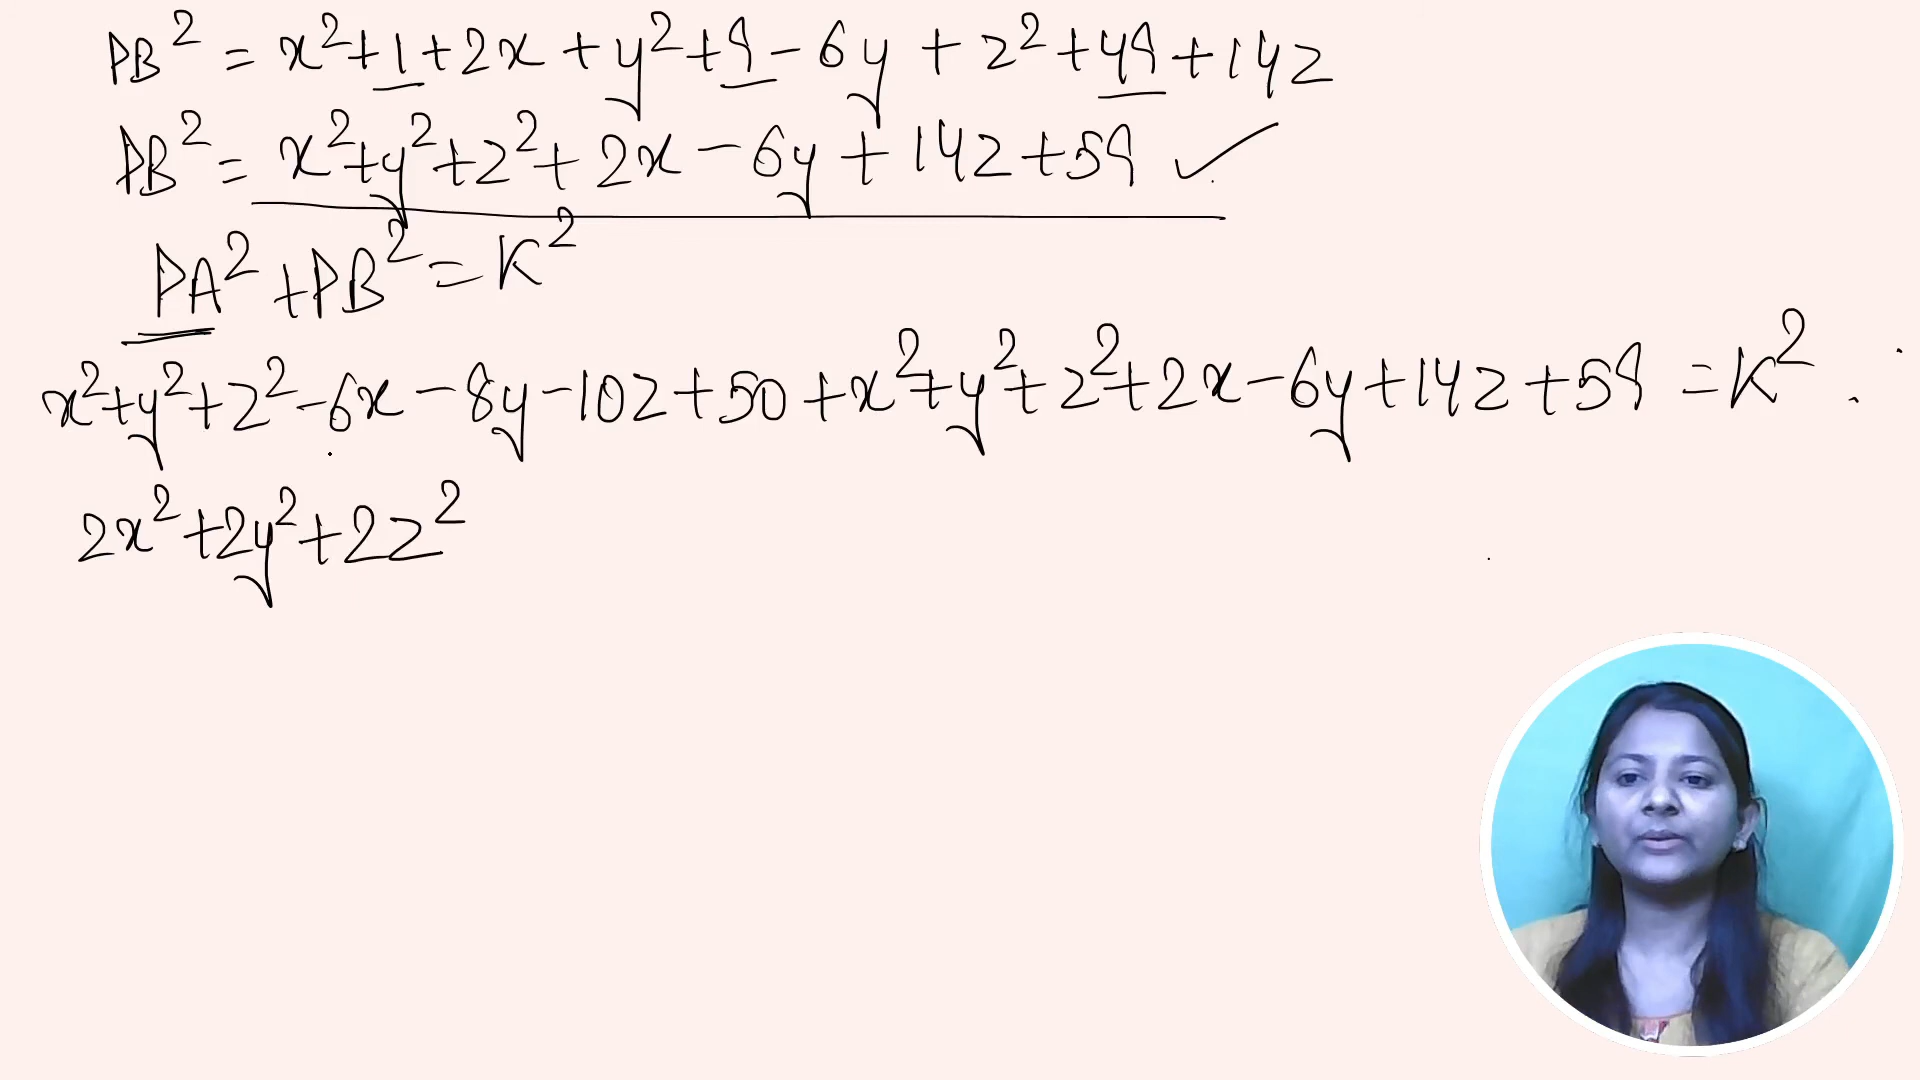 PB² = x²+1+2x+y²+9-6y+z²+49+14z
PB² = x²+y²+z²+2x-6y+14z+59 ✓
PA²+PB²=K²
x²+y²+z²-6x-8y-10z+50+x²+y²+z²+2x-6y+14z+59=K²
2x²+2y²+2z²